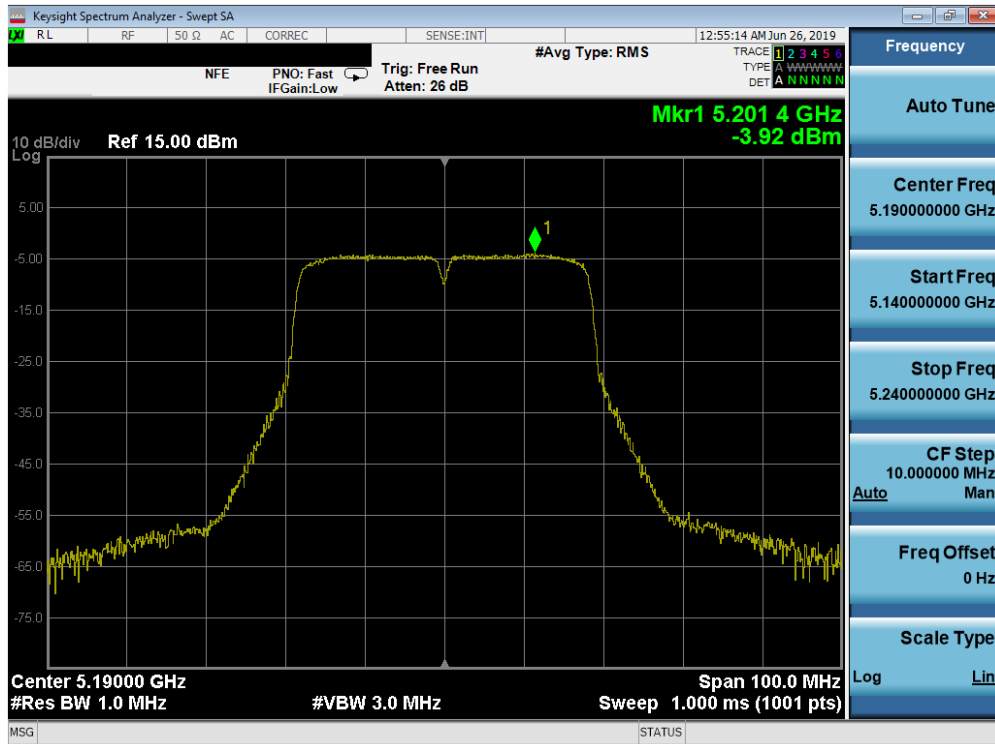 Keysight Spectrum Analyzer - Swept SA
LXI RL RF 50 Ω AC CORREC SENSE:INT 12:55:14 AM Jun 26, 2019
#Avg Type: RMS
TRACE 1 2 3 4 5 6
TYPE A WWWWW
DET A N N N N N
NFE PNO: Fast Trig: Free Run
IFGain:Low Atten: 26 dB
Mkr1 5.201 4 GHz
-3.92 dBm
10 dB/div Ref 15.00 dBm
Log
1
5.00
-5.00
-15.0
-25.0
-35.0
-45.0
-55.0
-65.0
-75.0
Center 5.19000 GHz Span 100.0 MHz
#Res BW 1.0 MHz #VBW 3.0 MHz Sweep 1.000 ms (1001 pts)
MSG STATUS
Frequency
Auto Tune
Center Freq
5.190000000 GHz
Start Freq
5.140000000 GHz
Stop Freq
5.240000000 GHz
CF Step
10.000000 MHz
Auto Man
Freq Offset
0 Hz
Scale Type
Log Lin